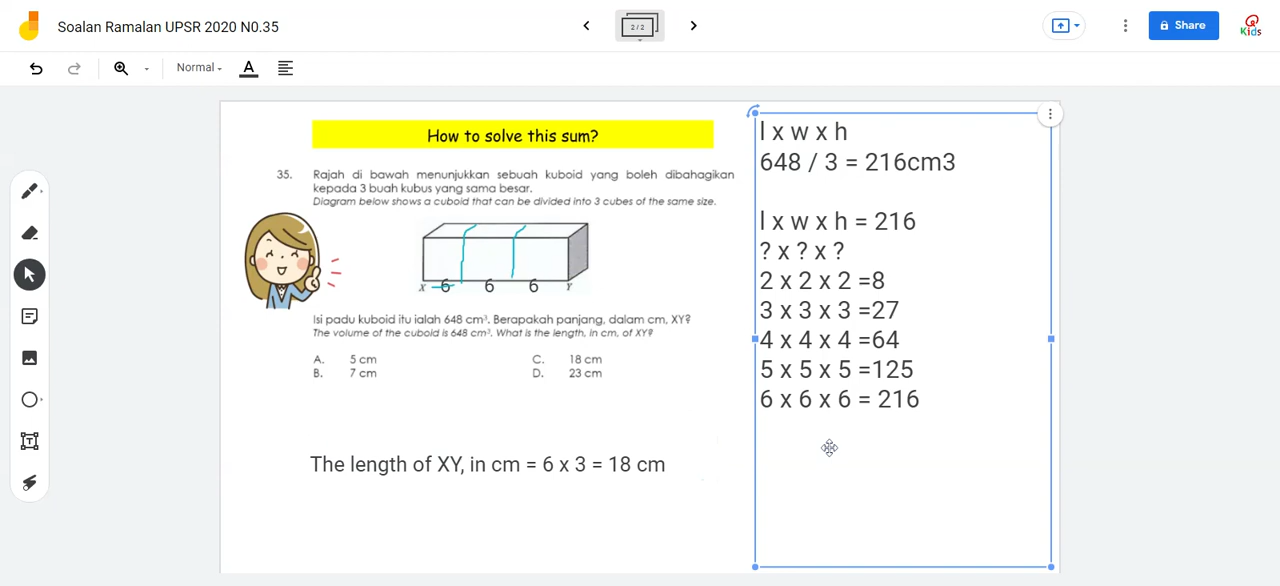 Soalan Ramalan UPSR 2020 N0.35
2/2
Share
Kids
Normal
A
How to solve this sum?
35. Rajah di bawah menunjukkan sebuah kuboid yang boleh dibahagikan
kepada 3 buah kubus yang sama besar.
Diagram below shows a cuboid that can be divided into 3 cubes of the same size.
X 6 6 6 Y
Isi padu kuboid itu ialah 648 cm³. Berapakah panjang, dalam cm, XY?
The volume of the cuboid is 648 cm³. What is the length, in cm, of XY?
A. 5 cm C. 18 cm
B. 7 cm D. 23 cm
The length of XY, in cm = 6 x 3 = 18 cm
l x w x h
648 / 3 = 216cm3
l x w x h = 216
? x ? x ?
2 x 2 x 2 =8
3 x 3 x 3 =27
4 x 4 x 4 =64
5 x 5 x 5 =125
6 x 6 x 6 = 216